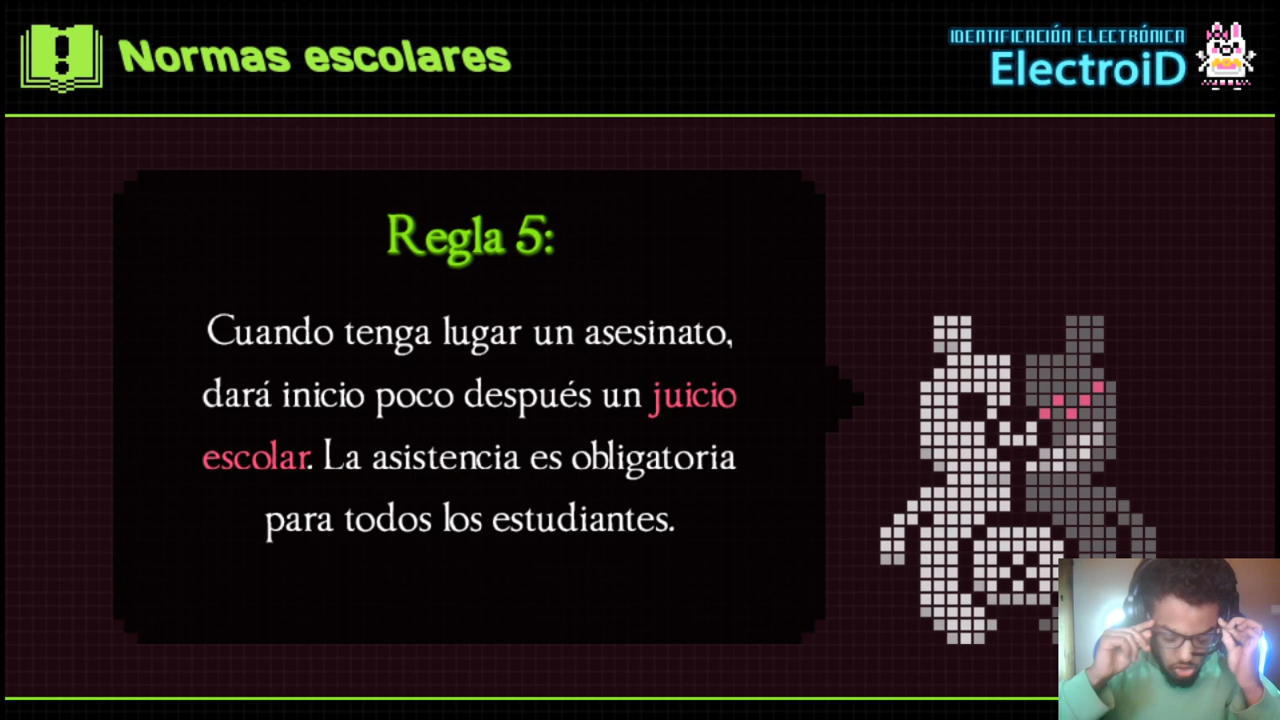 Normas escolares
IDENTIFICACIÓN ELECTRÓNICA
ElectroiD
Regla 5:
Cuando tenga lugar un asesinato,
dará inicio poco después un juicio
escolar. La asistencia es obligatoria
para todos los estudiantes.